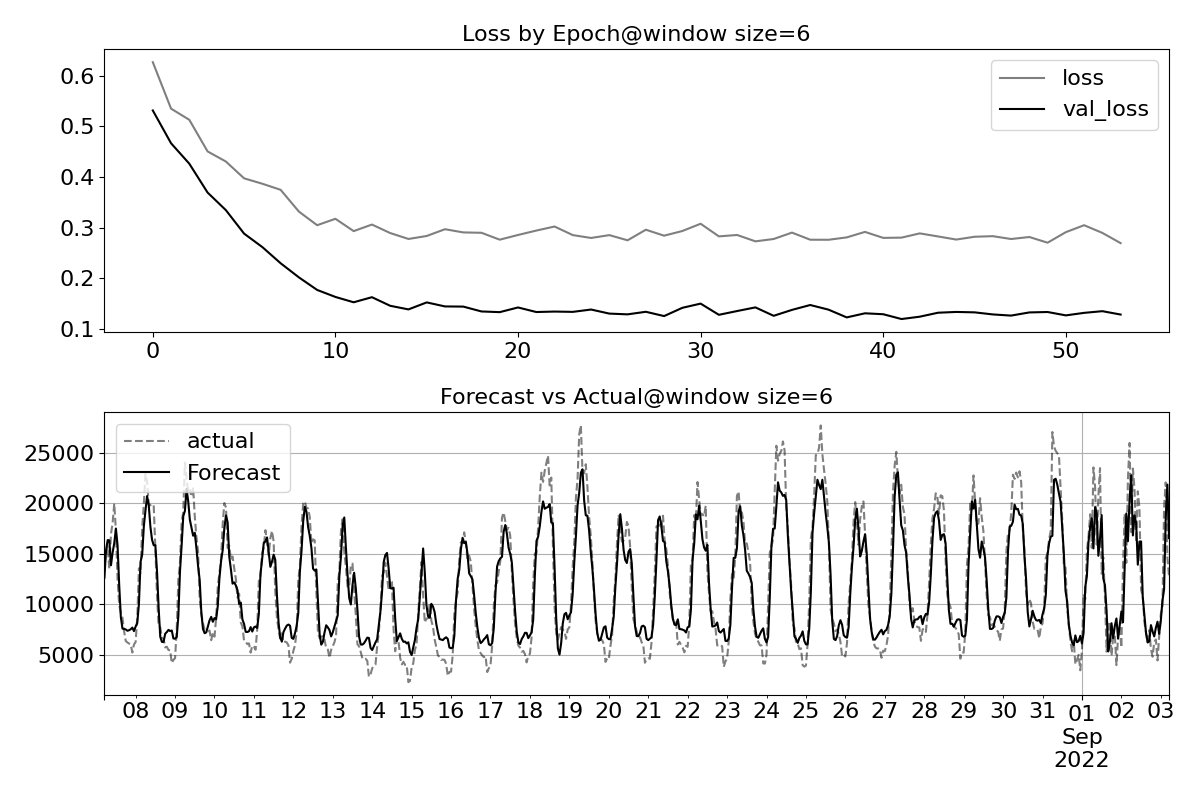 Loss by Epoch@window size=6
0.6
0.5
0.4
0.3
0.2
0.1
loss
val_loss
0 10 20 30 40 50
Forecast vs Actual@window size=6
25000
20000
15000
10000
5000
actual
Forecast
08 09 10 11 12 13 14 15 16 17 18 19 20 21 22 23 24 25 26 27 28 29 30 31 01 02 03
Sep
2022